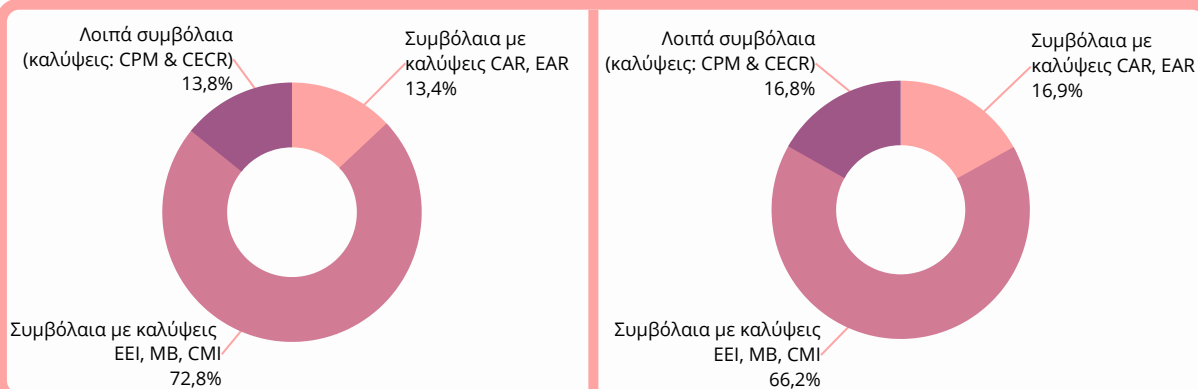 Λοιπά συμβόλαια
(καλύψεις: CPM & CECR)
13,8%
Συμβόλαια με
καλύψεις CAR, EAR
13,4%
Συμβόλαια με καλύψεις
EEI, MB, CMI
72,8%
Λοιπά συμβόλαια
(καλύψεις: CPM & CECR)
16,8%
Συμβόλαια με
καλύψεις CAR, EAR
16,9%
Συμβόλαια με καλύψεις
EEI, MB, CMI
66,2%